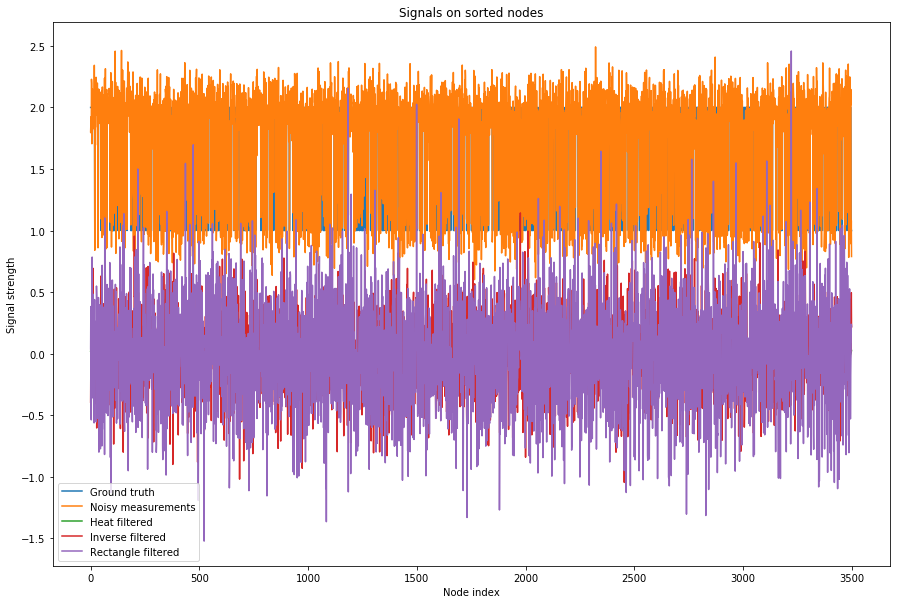 Signals on sorted nodes
Signal strength
2.5
2.0
1.5
1.0
0.5
0.0
−0.5
−1.0
−1.5
Ground truth
Noisy measurements
Heat filtered
Inverse filtered
Rectangle filtered
0 500 1000 1500 2000 2500 3000 3500
Node index